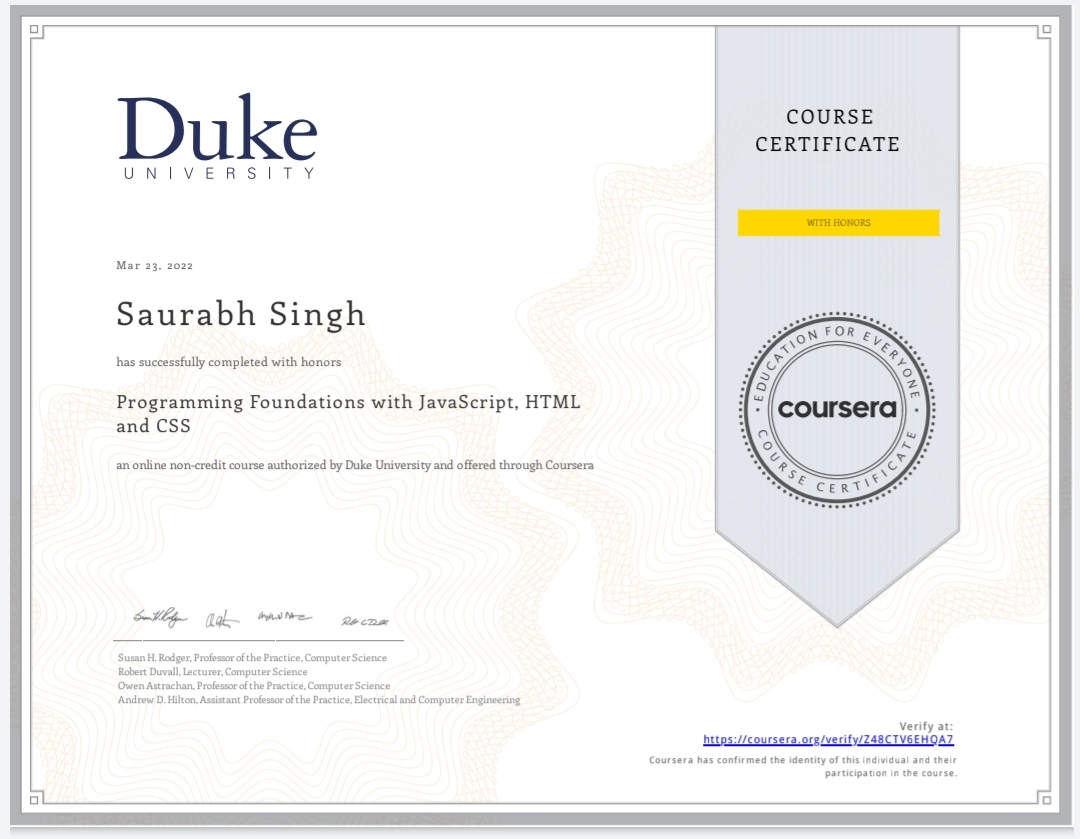 Duke
UNIVERSITY
COURSE
CERTIFICATE
WITH HONORS
Mar 23, 2022
Saurabh Singh
has successfully completed with honors
Programming Foundations with JavaScript, HTML
and CSS
an online non-credit course authorized by Duke University and offered through Coursera
EDUCATION FOR EVERYONE
coursera
COURSE CERTIFICATE
Susan H. Rodger, Professor of the Practice, Computer Science
Robert Duvall, Lecturer, Computer Science
Owen Astrachan, Professor of the Practice, Computer Science
Andrew D. Hilton, Assistant Professor of the Practice, Electrical and Computer Engineering
Verify at:
https://coursera.org/verify/Z48CTV6EHQA7
Coursera has confirmed the identity of this individual and their
participation in the course.